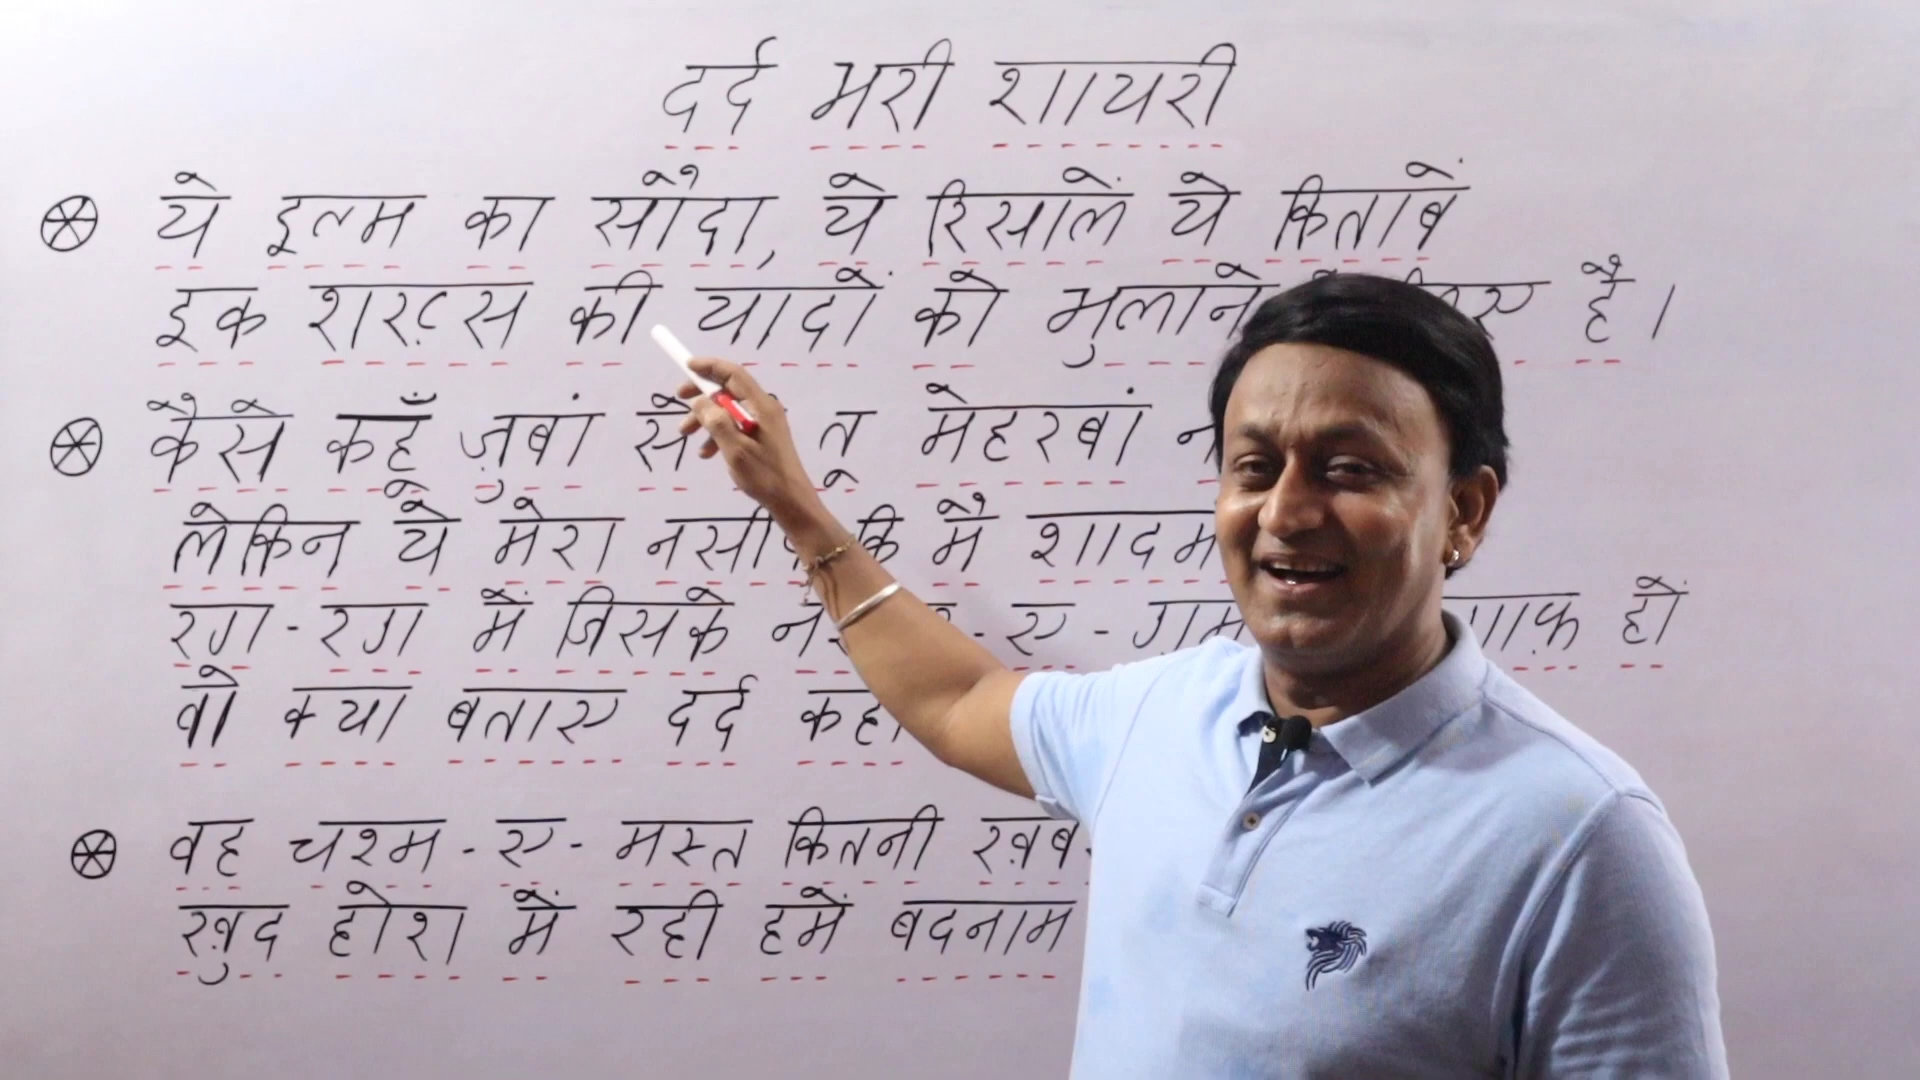 दर्द भरी शायरी
ये इल्म का सौदा, ये रिसालें ये किताबें
इक शख़्स की यादों को भुलाने है।
कैसे कहूँ ज़ुबां से तू मेहरबां
लेकिन ये मेरा कि मैं
रग-रग में जिसके हो
वो क्या बताए दर्द
वह चश्म-ए-मस्त कितनी
ख़ुद होश में रही हमें बदनाम